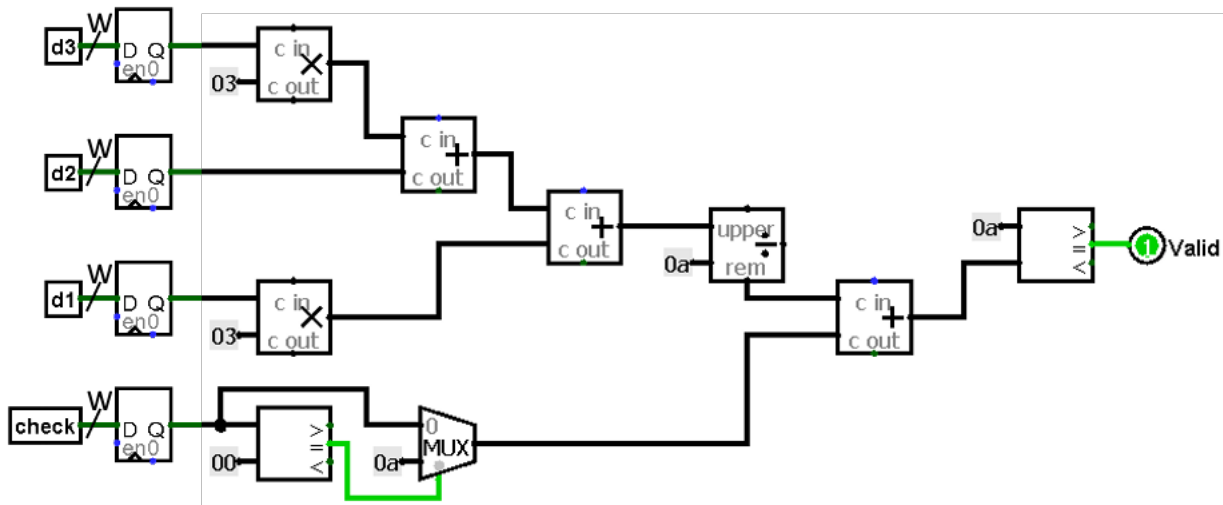 d3
W
D Q
en0
c in
×
c out
03
c in
+
c out
d2
W
D Q
en0
c in
+
c out
upper
÷
rem
0a
0a
>
=
<
1
Valid
d1
W
D Q
en0
c in
×
c out
03
c in
+
c out
check
W
D Q
en0
>
=
<
00
0
MUX
0a